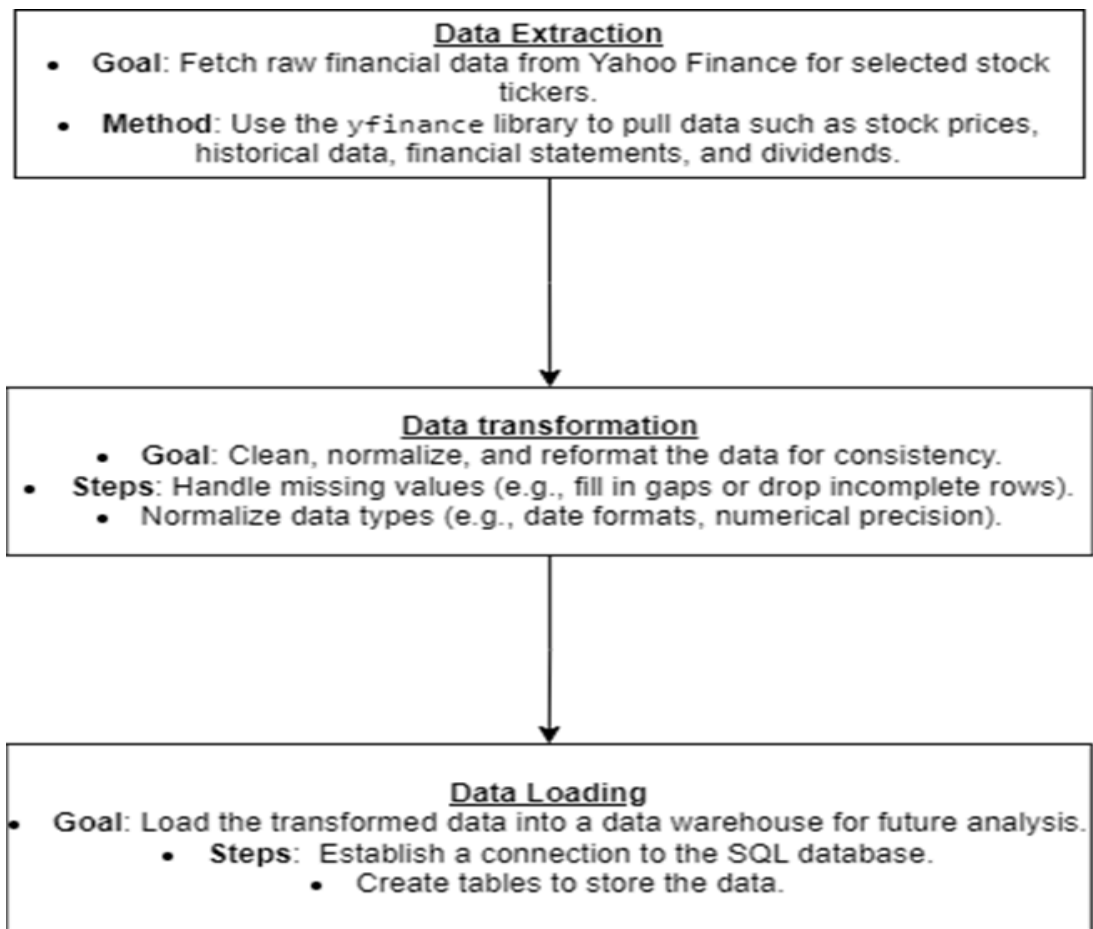 Data Extraction
• Goal: Fetch raw financial data from Yahoo Finance for selected stock
tickers.
• Method: Use the yfinance library to pull data such as stock prices,
historical data, financial statements, and dividends.
Data transformation
• Goal: Clean, normalize, and reformat the data for consistency.
• Steps: Handle missing values (e.g., fill in gaps or drop incomplete rows).
• Normalize data types (e.g., date formats, numerical precision).
Data Loading
• Goal: Load the transformed data into a data warehouse for future analysis.
• Steps: Establish a connection to the SQL database.
• Create tables to store the data.